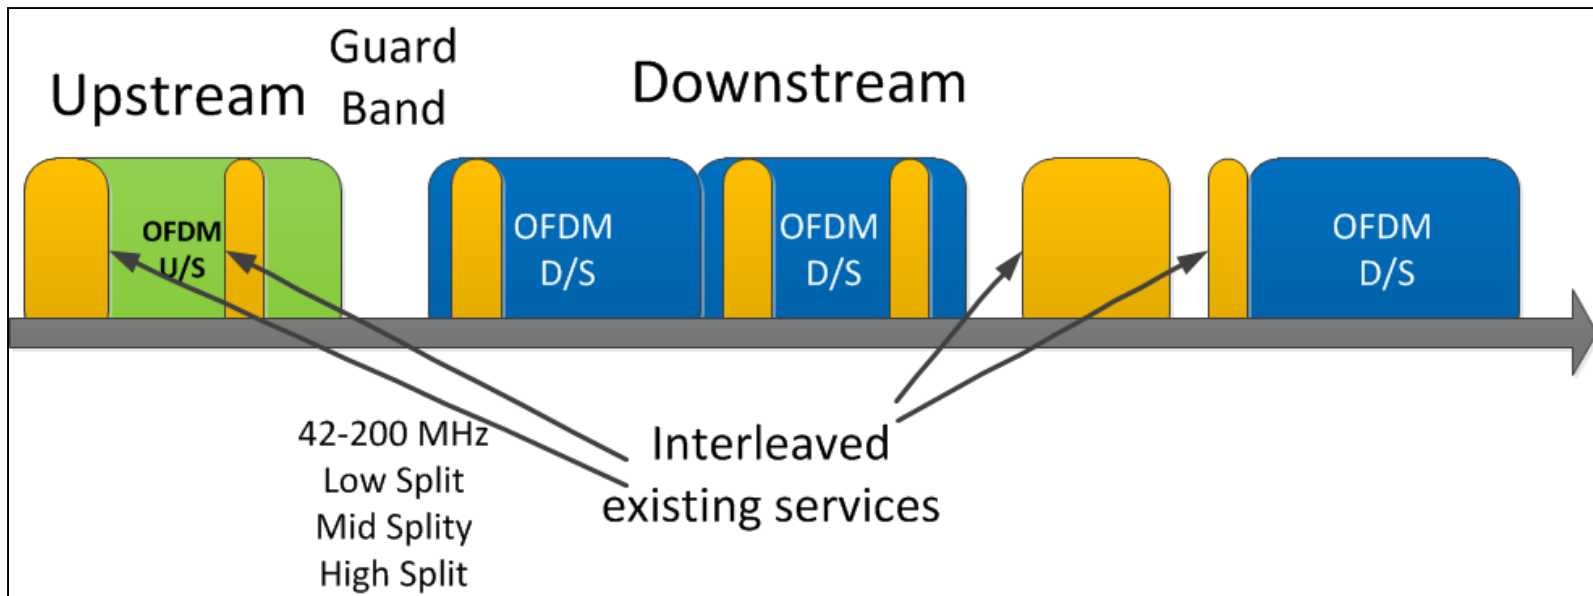 Upstream
Guard
Band
Downstream
OFDM
U/S
OFDM
D/S
OFDM
D/S
OFDM
D/S
42-200 MHz
Low Split
Mid Splity
High Split
Interleaved
existing services